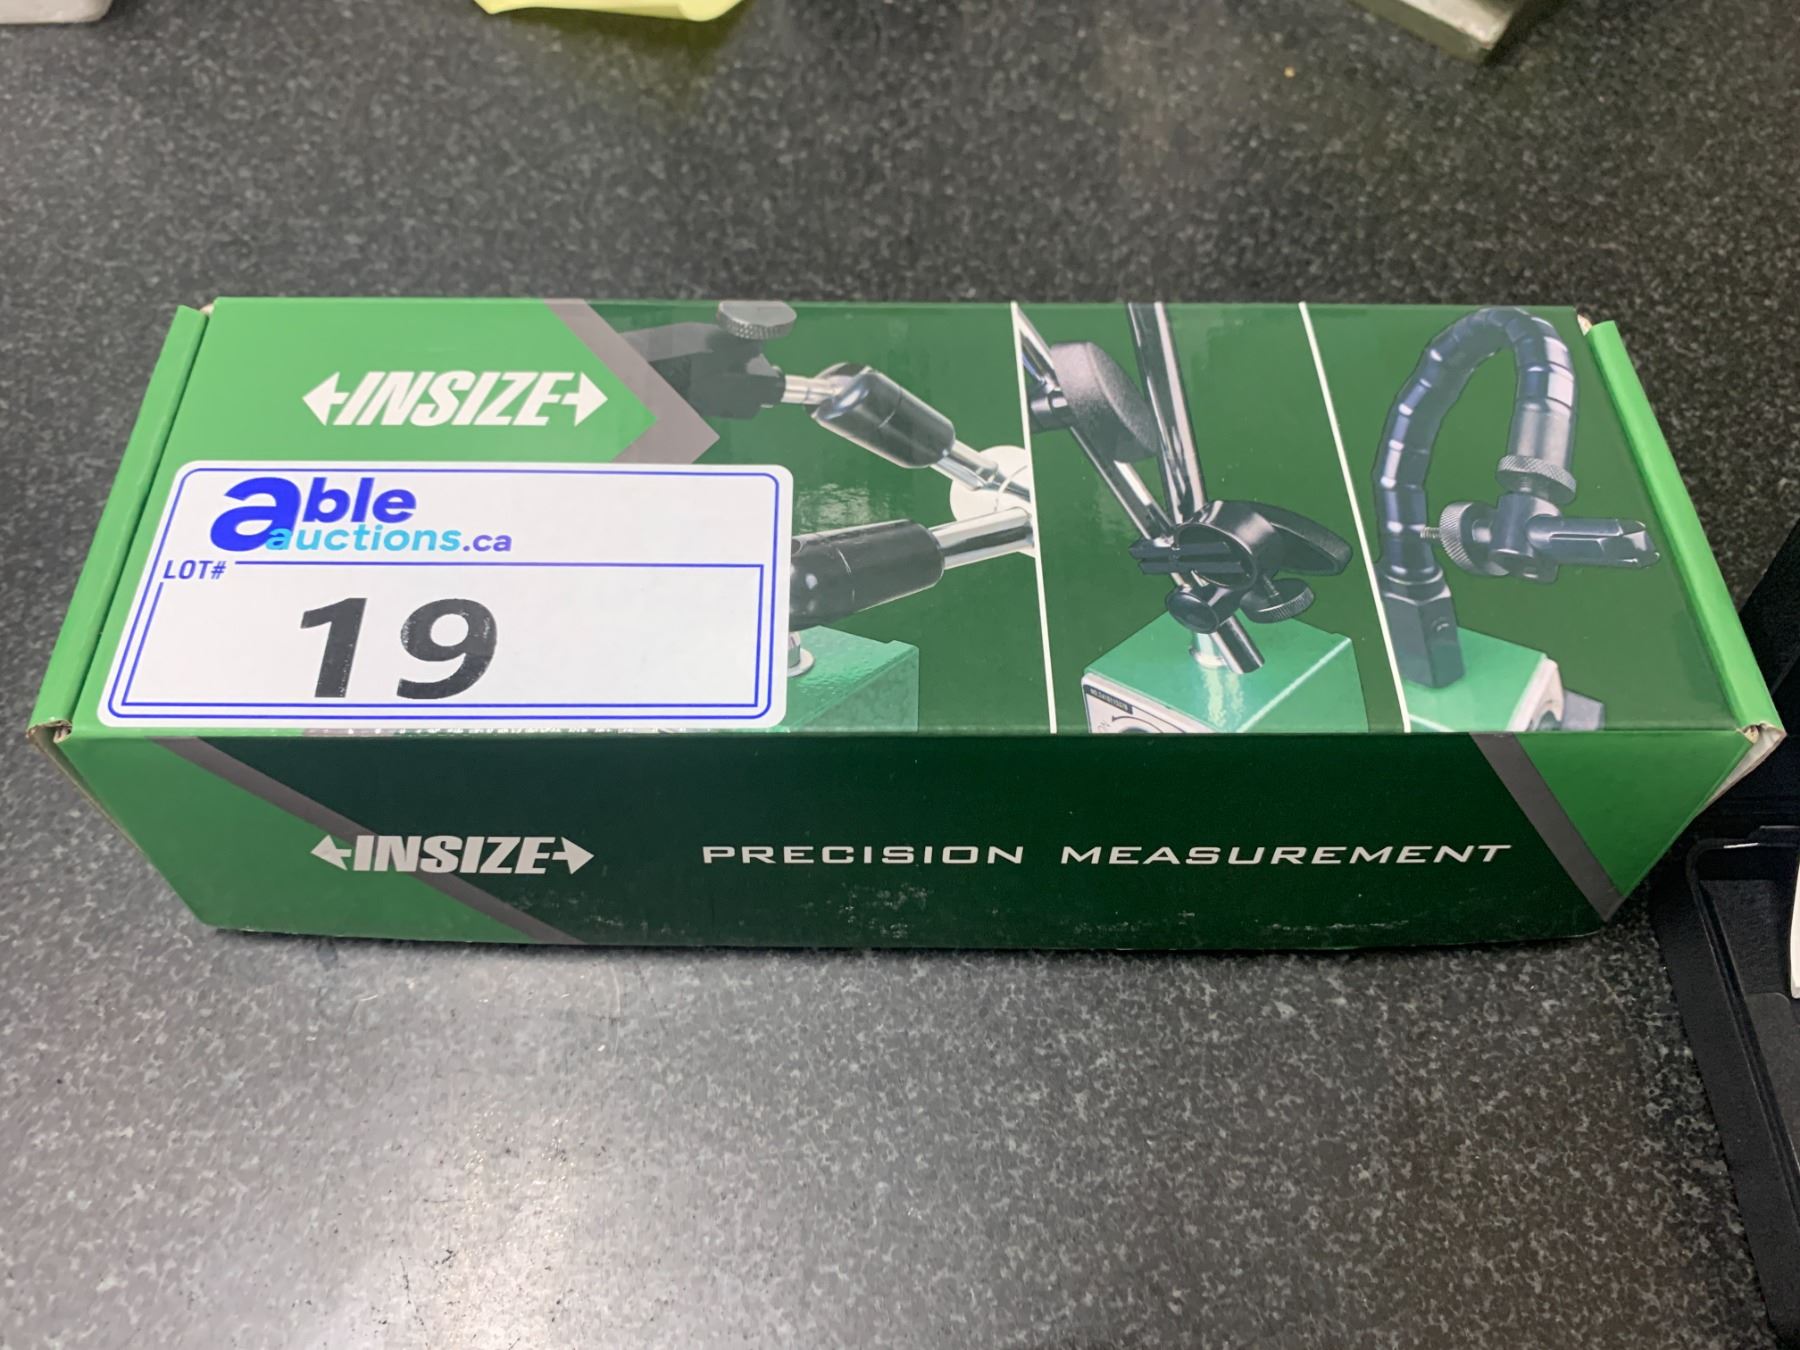 INSIZE
able
auctions.ca
LOT#
19
INSIZE PRECISION MEASUREMENT